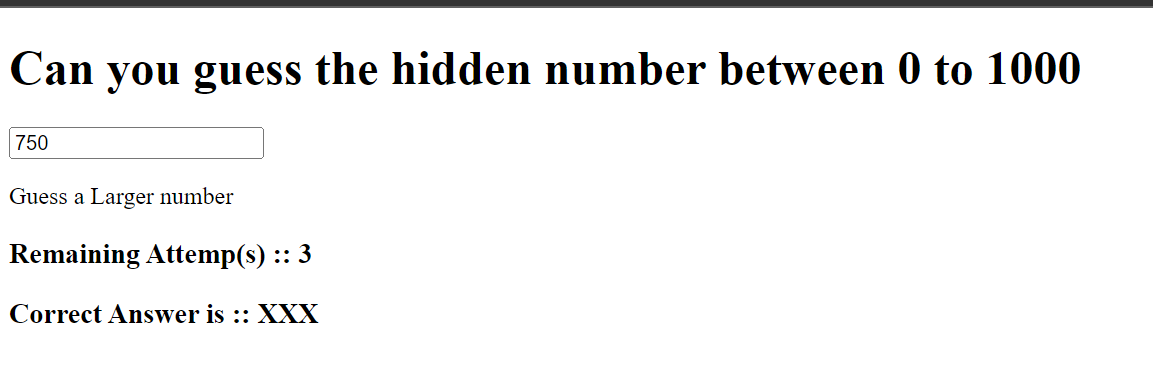 Can you guess the hidden number between 0 to 1000
750
Guess a Larger number
Remaining Attemp(s) :: 3
Correct Answer is :: XXX